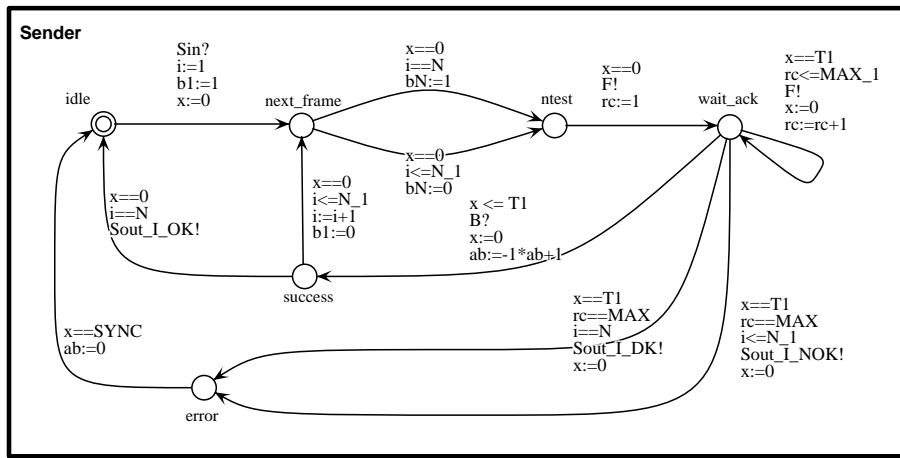 Sender
Sin?
i:=1
b1:=1
x:=0
idle
next_frame
x==0
i==N
bN:=1
x==0
i<=N_1
bN:=0
ntest
x==0
F!
rc:=1
wait_ack
x==T1
rc<=MAX_1
F!
x:=0
rc:=rc+1
x==0
i==N
Sout_I_OK!
x==0
i<=N_1
i:=i+1
b1:=0
x <= T1
B?
x:=0
ab:=-1*ab+1
success
x==SYNC
ab:=0
error
x==T1
rc==MAX
i==N
Sout_I_DK!
x:=0
x==T1
rc==MAX
i<=N_1
Sout_I_NOK!
x:=0